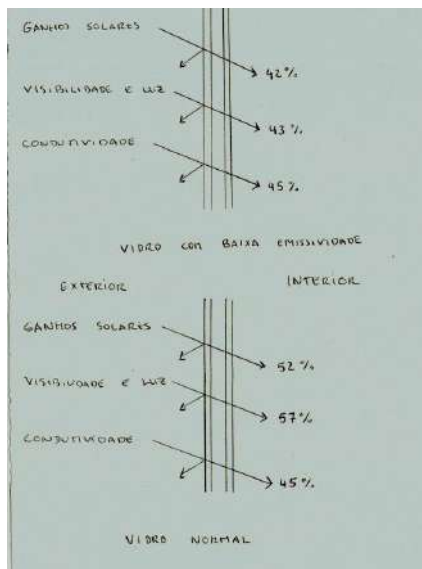 GANHOS SOLARES
42%
VISIBILIDADE E LUZ
43%
CONDUTIVIDADE
45%
VIDRO COM BAIXA EMISSIVIDADE
EXTERIOR INTERIOR
GANHOS SOLARES
52%
VISIBIVDADE E LUZ
57%
CONDUTIVIDADE
45%
VIDRO NORMAL